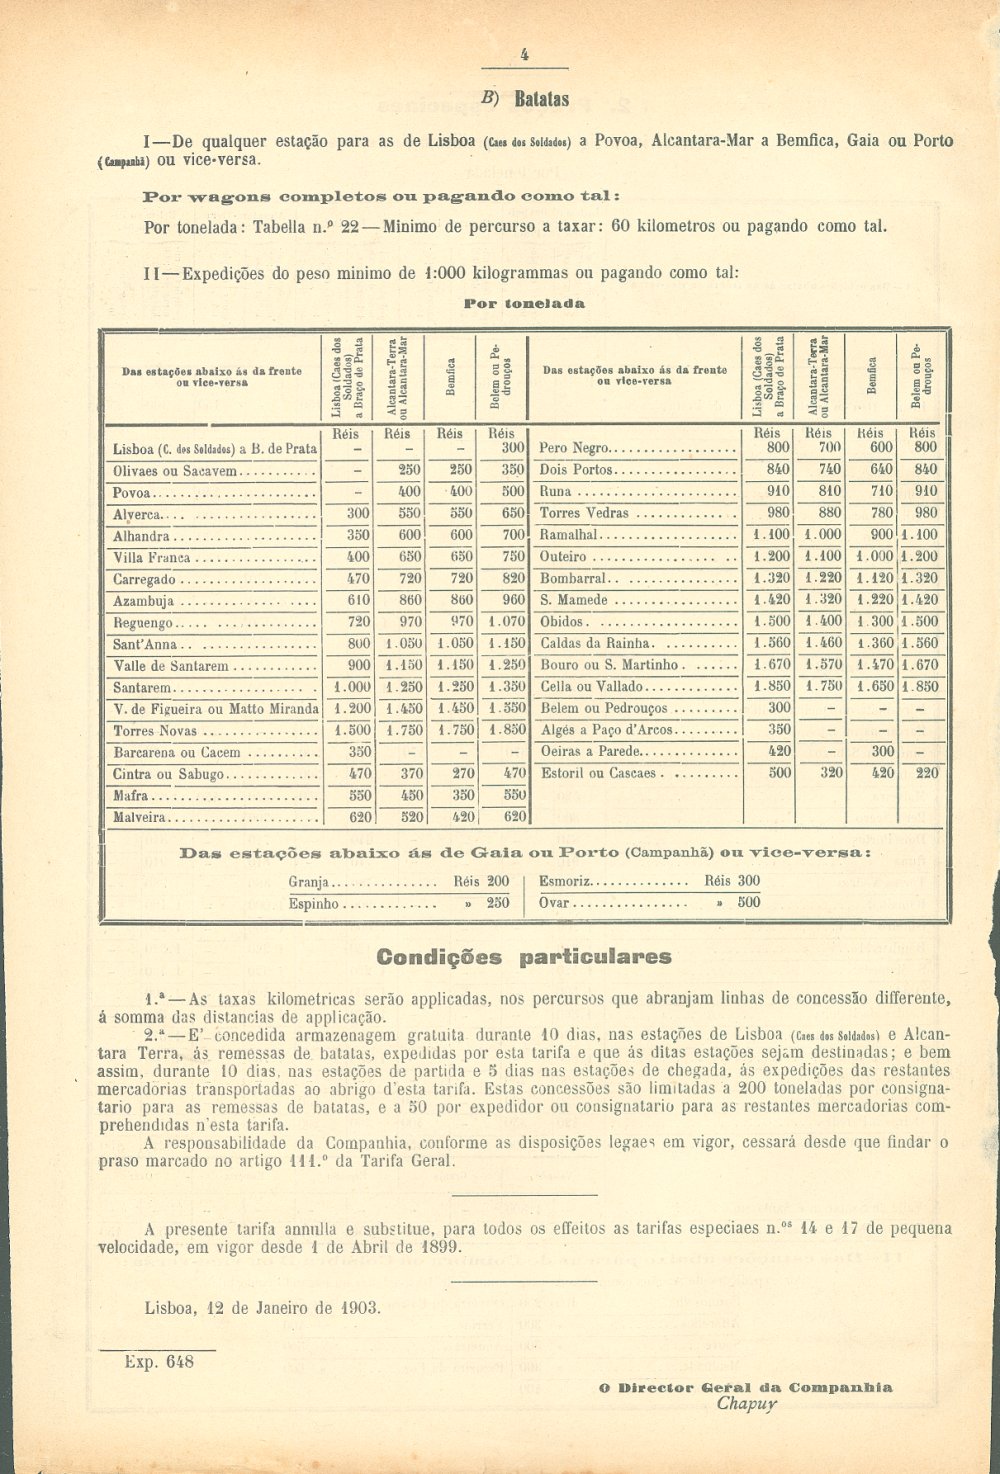 4
B) Batatas
I—De qualquer estação para as de Lisboa (Caes dos Soldados) a Povoa, Alcantara-Mar a Bemfica, Gaia ou Porto
(Campanhã) ou vice-versa.
Por wagons completos ou pagando como tal:
Por tonelada: Tabella n.º 22—Minimo de percurso a taxar: 60 kilometros ou pagando como tal.
II—Expedições do peso minimo de 1:000 kilogrammas ou pagando como tal:
Por tonelada
Das estações abaixo ás da frente ou vice-versa | Lisboa (Caes dos Soldados) a Braço de Prata | Alcantara-Terra ou Alcantara-Mar | Bemfica | Belem ou Pedrouços | Das estações abaixo ás da frente ou vice-versa | Lisboa (Caes dos Soldados) a Braço de Prata | Alcantara-Terra ou Alcantara-Mar | Bemfica | Belem ou Pedrouços
Réis Réis Réis Réis Réis Réis Réis Réis
Lisboa (C. dos Soldados) a B. de Prata – – – 300 Pero Negro 800 700 600 800
Olivaes ou Sacavem – 250 250 350 Dois Portos 840 740 640 840
Povoa – 400 400 500 Runa 910 810 710 910
Alverca 300 550 550 650 Torres Vedras 980 880 780 980
Alhandra 350 600 600 700 Ramalhal 1.100 1.000 900 1.100
Villa Franca 400 650 650 750 Outeiro 1.200 1.100 1.000 1.200
Carregado 470 720 720 820 Bombarral 1.320 1.220 1.120 1.320
Azambuja 610 860 860 960 S. Mamede 1.420 1.320 1.220 1.420
Reguengo 720 970 970 1.070 Obidos 1.500 1.400 1.300 1.500
Sant'Anna 800 1.050 1.050 1.150 Caldas da Rainha 1.560 1.460 1.360 1.560
Valle de Santarem 900 1.150 1.150 1.250 Bouro ou S. Martinho 1.670 1.570 1.470 1.670
Santarem 1.000 1.250 1.250 1.350 Cella ou Vallado 1.850 1.750 1.650 1.850
V. de Figueira ou Matto Miranda 1.200 1.450 1.450 1.550 Belem ou Pedrouços 300 – – –
Torres Novas 1.500 1.750 1.750 1.850 Algés a Paço d'Arcos 350 – – –
Barcarena ou Cacem 350 – – – Oeiras a Parede 420 – 300 –
Cintra ou Sabugo 470 370 270 470 Estoril ou Cascaes 500 320 420 220
Mafra 550 450 350 550
Malveira 620 520 420 620
Das estações abaixo ás de Gaia ou Porto (Campanhã) ou vice-versa:
Granja Réis 200 Esmoriz Réis 300
Espinho » 250 Ovar » 500
Condições particulares
1.ª—As taxas kilometricas serão applicadas, nos percursos que abranjam linhas de concessão differente,
á somma das distancias de applicação.
2.ª—E' concedida armazenagem gratuita durante 10 dias, nas estações de Lisboa (Caes dos Soldados) e Alcan-
tara Terra, ás remessas de batatas, expedidas por esta tarifa e que ás ditas estações sejam destinadas; e bem
assim, durante 10 dias, nas estações de partida e 5 dias nas estações de chegada, ás expedições das restantes
mercadorias transportadas ao abrigo d'esta tarifa. Estas concessões são limitadas a 200 toneladas por consigna-
tario para as remessas de batatas, e a 50 por expedidor ou consignatario para as restantes mercadorias com-
prehendidas n'esta tarifa.
A responsabilidade da Companhia, conforme as disposições legaes em vigor, cessará desde que findar o
praso marcado no artigo 111.º da Tarifa Geral.
A presente tarifa annulla e substitue, para todos os effeitos as tarifas especiaes n.os 14 e 17 de pequena
velocidade, em vigor desde 1 de Abril de 1899.
Lisboa, 12 de Janeiro de 1903.
Exp. 648
O Director Geral da Companhia
Chapuy